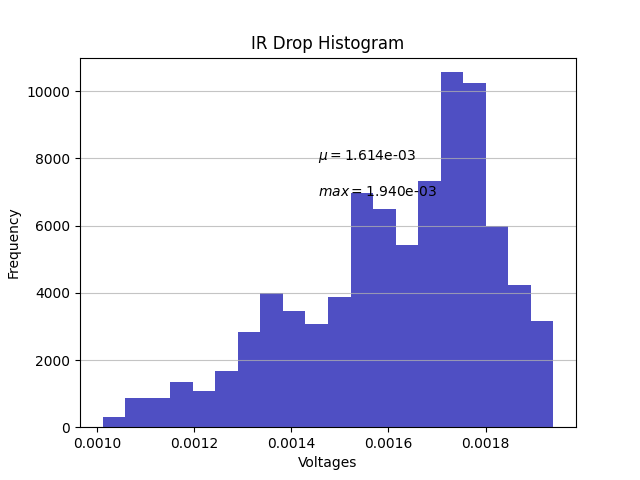 IR Drop Histogram
10000
8000
6000
4000
2000
0
Frequency
μ = 1.614e-03
max = 1.940e-03
0.0010 0.0012 0.0014 0.0016 0.0018
Voltages